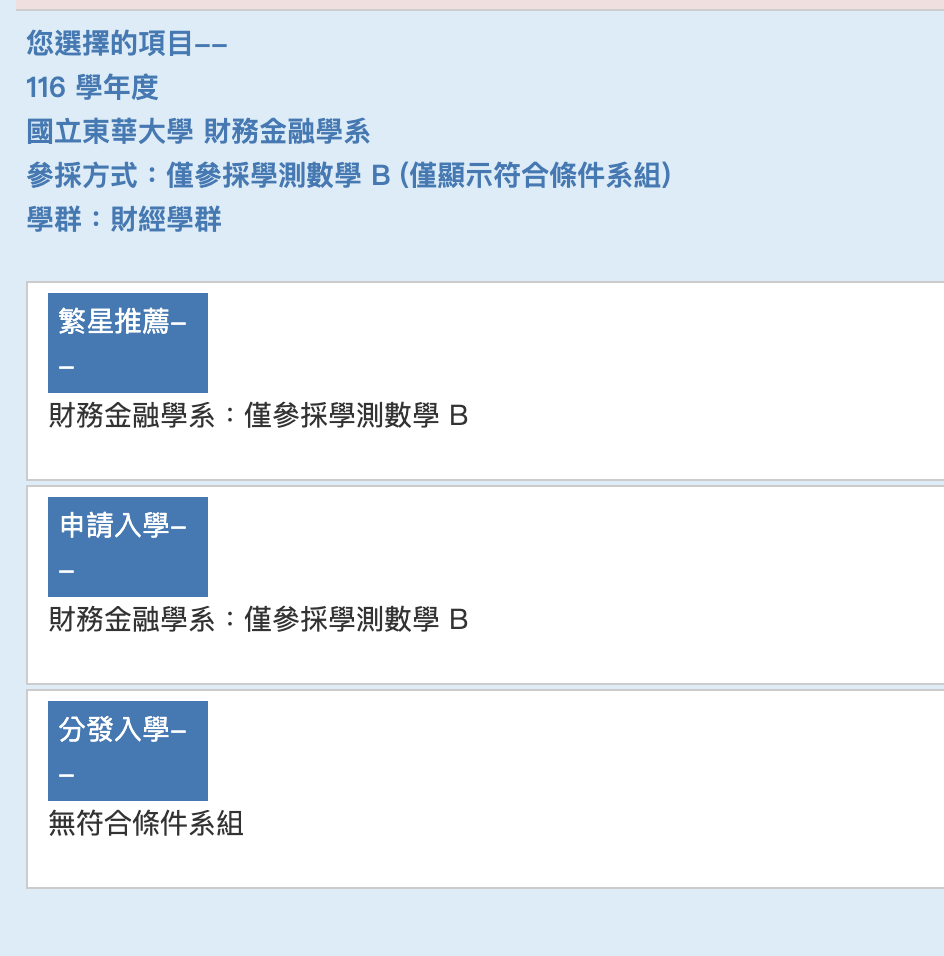 您選擇的項目––
116 學年度
國立東華大學 財務金融學系
參採方式：僅參採學測數學 B (僅顯示符合條件系組)
學群：財經學群
繁星推薦–
–
財務金融學系：僅參採學測數學 B
申請入學–
–
財務金融學系：僅參採學測數學 B
分發入學–
–
無符合條件系組